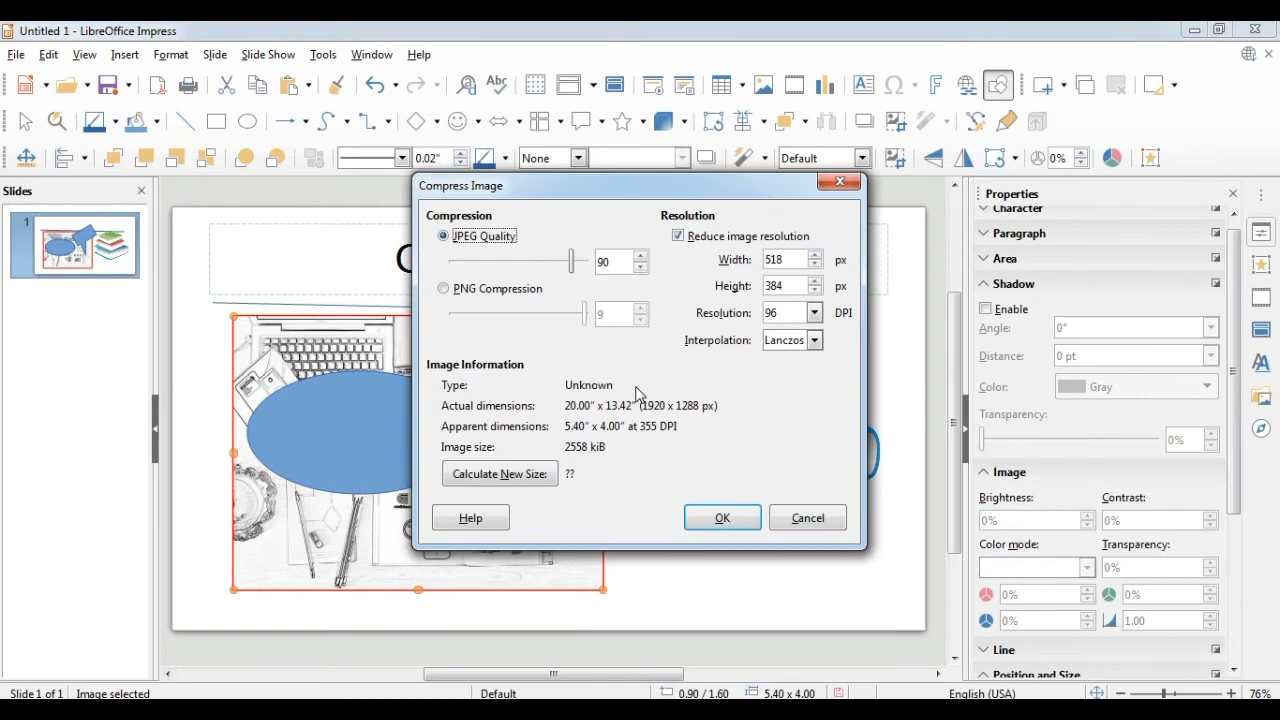 Untitled 1 - LibreOffice Impress
File Edit View Insert Format Slide Slide Show Tools Window Help
Abc
0.02" None Default 0%
Slides
1
Compress Image
Compression
JPEG Quality
90
PNG Compression
9
Resolution
Reduce image resolution
Width: 518 px
Height: 384 px
Resolution: 96 DPI
Interpolation: Lanczos
Image Information
Type: Unknown
Actual dimensions: 20.00" x 13.42" (1920 x 1288 px)
Apparent dimensions: 5.40" x 4.00" at 355 DPI
Image size: 2558 kiB
Calculate New Size: ??
Help OK Cancel
Properties
Character
Paragraph
Area
Shadow
Enable
Angle: 0°
Distance: 0 pt
Color: Gray
Transparency:
0%
Image
Brightness: Contrast:
0% 0%
Color mode: Transparency:
0%
0% 0%
0% 1.00
Line
Position and Size
Slide 1 of 1 Image selected Default 0.90 / 1.60 5.40 x 4.00 English (USA) 76%